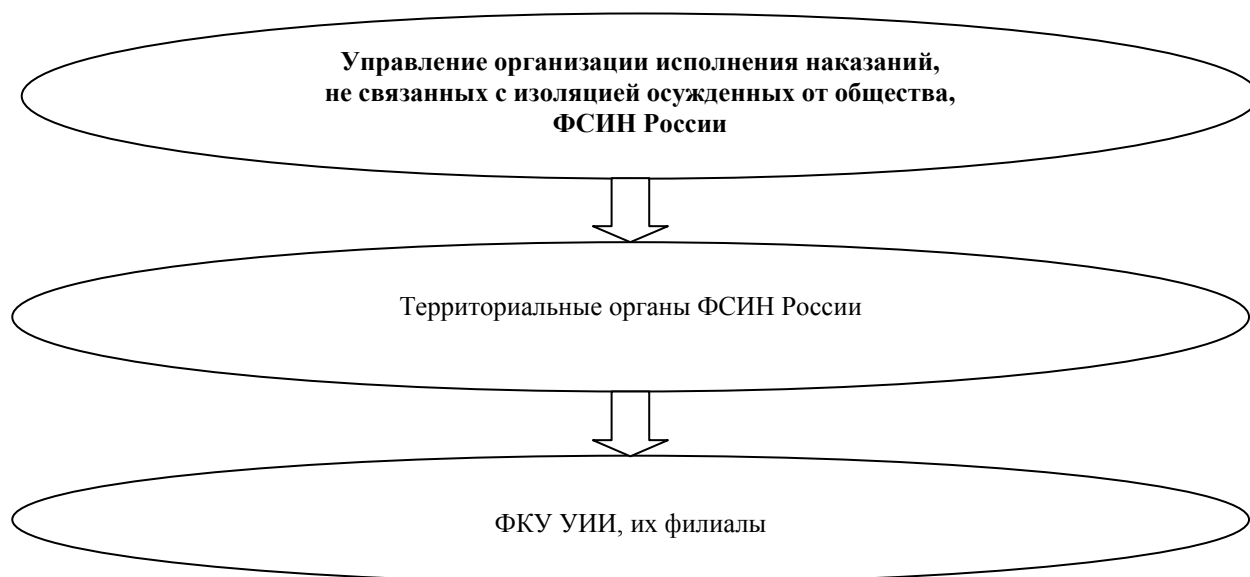 Управление организации исполнения наказаний,
не связанных с изоляцией осужденных от общества,
ФСИН России
Территориальные органы ФСИН России
ФКУ УИИ, их филиалы